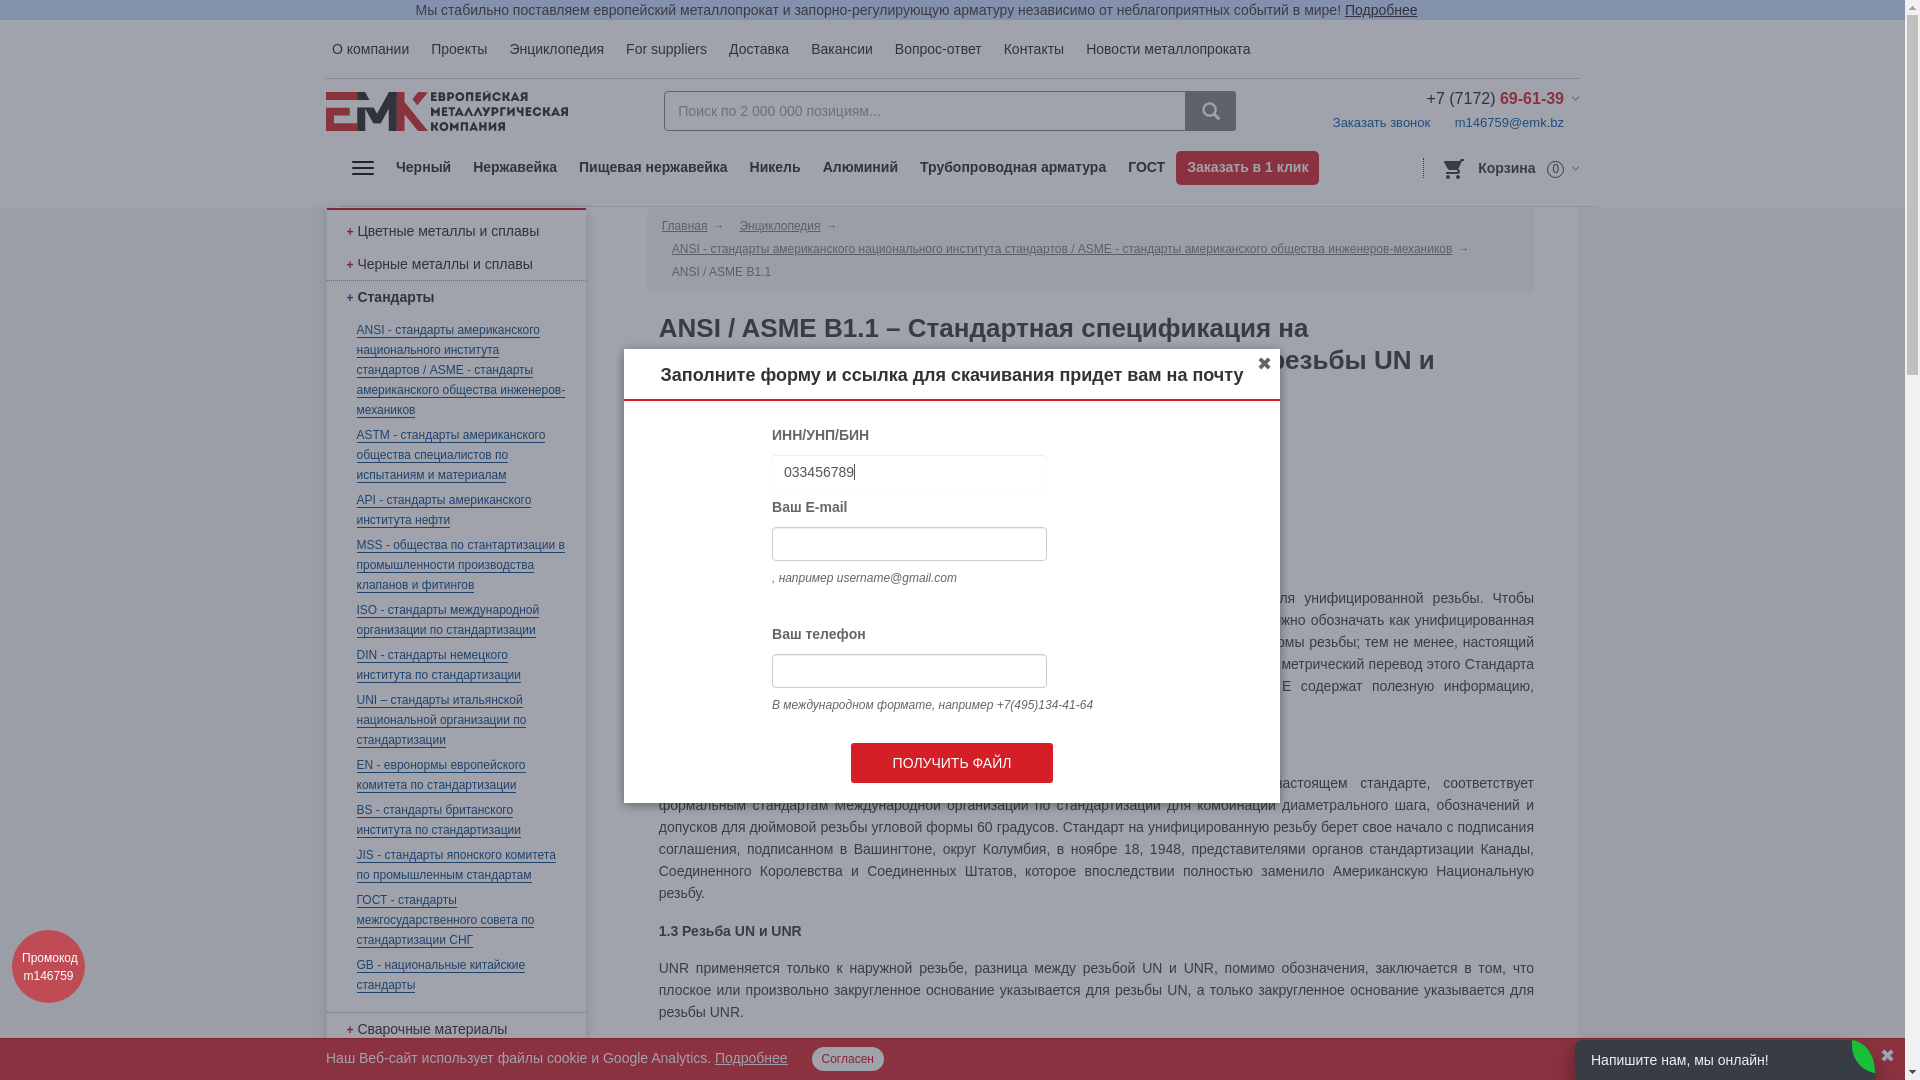 Мы стабильно поставляем европейский металлопрокат и запорно-регулирующую арматуру независимо от неблагоприятных событий в мире! Подробнее
О компании Проекты Энциклопедия For suppliers Доставка Вакансии Вопрос-ответ Контакты Новости металлопроката
ЕМК ЕВРОПЕЙСКАЯ
МЕТАЛЛУРГИЧЕСКАЯ
КОМПАНИЯ
Поиск по 2 000 000 позициям...
+7 (7172) 69-61-39
Заказать звонок m146759@emk.bz
Черный Нержавейка Пищевая нержавейка Никель Алюминий Трубопроводная арматура ГОСТ Заказать в 1 клик
Корзина 0
+ Цветные металлы и сплавы
+ Черные металлы и сплавы
+ Стандарты
ANSI - стандарты американского
национального института
стандартов / ASME - стандарты
американского общества инженеров-
механиков
ASTM - стандарты американского
общества специалистов по
испытаниям и материалам
API - стандарты американского
института нефти
MSS - общества по стантартизации в
промышленности производства
клапанов и фитингов
ISO - стандарты международной
организации по стандартизации
DIN - стандарты немецкого
института по стандартизации
UNI – стандарты итальянской
национальной организации по
стандартизации
EN - евронормы европейского
комитета по стандартизации
BS - стандарты британского
института по стандартизации
JIS - стандарты японского комитета
по промышленным стандартам
ГОСТ - стандарты
межгосударственного совета по
стандартизации СНГ
GB - национальные китайские
стандарты
+ Сварочные материалы
Главная → Энциклопедия →
ANSI - стандарты американского национального института стандартов / ASME - стандарты американского общества инженеров-механиков →
ANSI / ASME B1.1
ANSI / ASME B1.1 – Стандартная спецификация на
резьбы UN и
Заполните форму и ссылка для скачивания придет вам на почту
ИНН/УНП/БИН
033456789
Ваш E-mail
, например username@gmail.com
Ваш телефон
В международном формате, например +7(495)134-41-64
ПОЛУЧИТЬ ФАЙЛ
ля унифицированной резьбы. Чтобы
жно обозначать как унифицированная
рмы резьбы; тем не менее, настоящий
метрический перевод этого Стандарта
Е содержат полезную информацию,
настоящем стандарте, соответствует
формальным стандартам Международной организации по стандартизации для комбинаций диаметрального шага, обозначений и
допусков для дюймовой резьбы угловой формы 60 градусов. Стандарт на унифицированную резьбу берет свое начало с подписания
соглашения, подписанном в Вашингтоне, округ Колумбия, в ноябре 18, 1948, представителями органов стандартизации Канады,
Соединенного Королевства и Соединенных Штатов, которое впоследствии полностью заменило Американскую Национальную
резьбу.
1.3 Резьба UN и UNR
UNR применяется только к наружной резьбе, разница между резьбой UN и UNR, помимо обозначения, заключается в том, что
плоское или произвольно закругленное основание указывается для резьбы UN, а только закругленное основание указывается для
резьбы UNR.
Промокод
m146759
Наш Веб-сайт использует файлы cookie и Google Analytics. Подробнее Согласен
Напишите нам, мы онлайн!